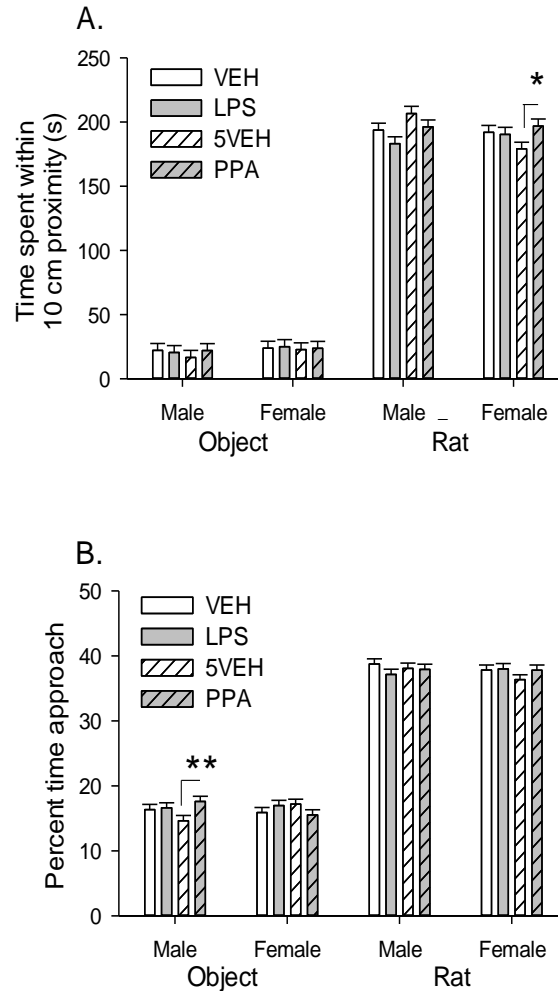 A.
Time spent within
10 cm proximity (s)
250
200
150
100
50
0
VEH
LPS
5VEH
PPA
*
Male Female Male _ Female
Object Rat
B.
Percent time approach
50
40
30
20
10
0
VEH
LPS
5VEH
PPA
**
Male Female Male Female
Object Rat